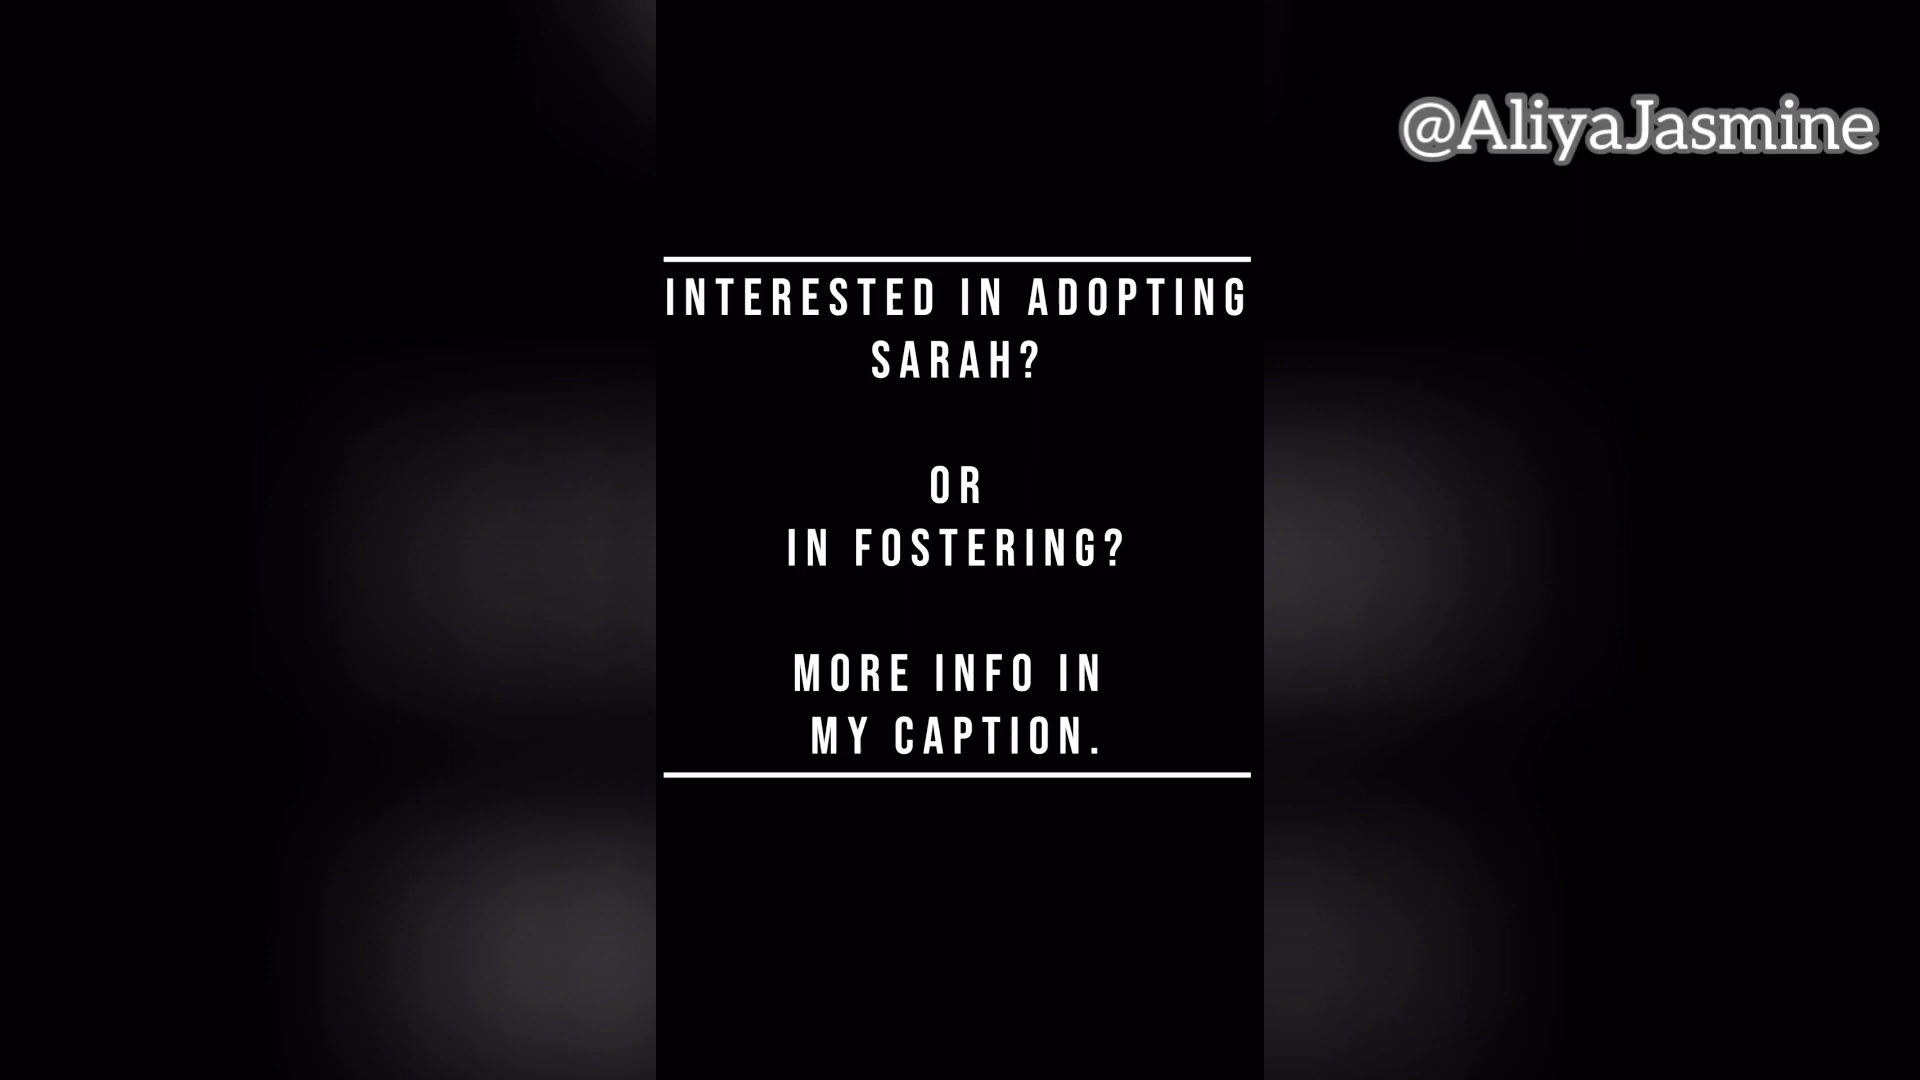 @AliyaJasmine
INTERESTED IN ADOPTING
SARAH?
OR
IN FOSTERING?
MORE INFO IN
MY CAPTION.